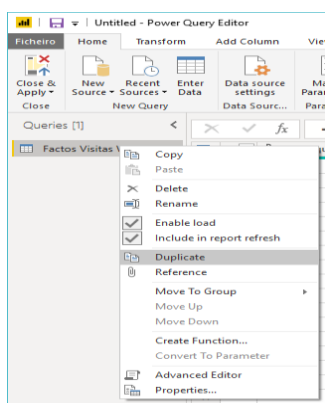 Untitled - Power Query Editor
Ficheiro Home Transform Add Column
Close & Apply New Source Recent Sources Enter Data Data source settings
Close New Query Data Sourc...
Queries [1]
fx
Factos Visitas
Copy
Paste
Delete
Rename
Enable load
Include in report refresh
Duplicate
Reference
Move To Group
Move Up
Move Down
Create Function...
Convert To Parameter
Advanced Editor
Properties...